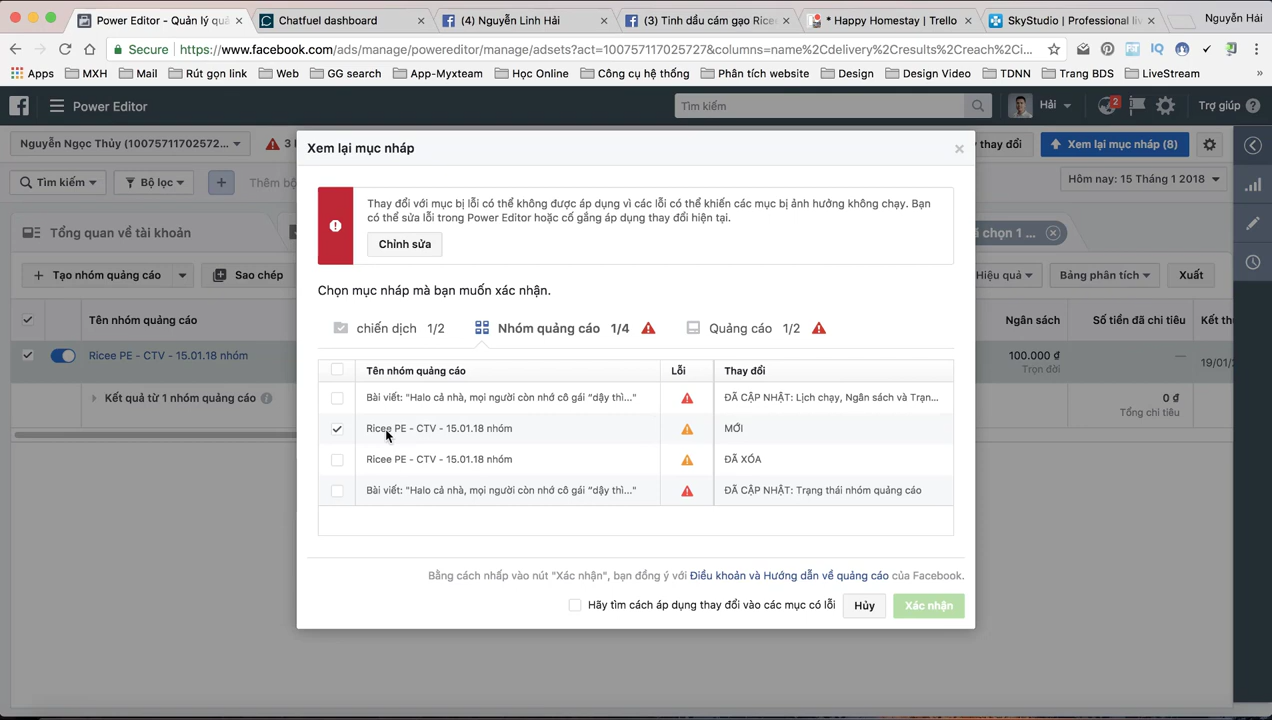 Power Editor - Quản lý quả
Chatfuel dashboard
(4) Nguyễn Linh Hải
(3) Tinh dầu cám gạo Rice
* Happy Homestay | Trello
SkyStudio | Professional liv
Nguyễn Hải
Secure
https://www.facebook.com/ads/manage/powereditor/manage/adsets?act=100757117025727&columns=name%2Cdelivery%2Cresults%2Creach%2Ci...
Apps
MXH
Mail
Rút gọn link
Web
GG search
App-Myxteam
Học Online
Công cụ hệ thống
Phân tích website
Design
Design Video
TDNN
Trang BDS
LiveStream
»
Power Editor
Tìm kiếm
Hải
2
Trợ giúp
Nguyễn Ngọc Thủy (10075711702572...
3
thay đổi
Xem lại mục nháp (8)
Tìm kiếm
Bộ lọc
+
Thêm bộ
Hôm nay: 15 Tháng 1 2018
Tổng quan về tài khoản
chọn 1 ...
Tạo nhóm quảng cáo
Sao chép
Hiệu quả
Bảng phân tích
Xuất
Tên nhóm quảng cáo
Ngân sách
Số tiền đã chi tiêu
Kết thú
Ricee PE - CTV - 15.01.18 nhóm
100.000 ₫
Trọn đời
—
19/01/
Kết quả từ 1 nhóm quảng cáo
0 ₫
Tổng chi tiêu
Xem lại mục nháp
Thay đổi với mục bị lỗi có thể không được áp dụng vì các lỗi có thể khiến các mục bị ảnh hưởng không chạy. Bạn
có thể sửa lỗi trong Power Editor hoặc cố gắng áp dụng thay đổi hiện tại.
Chỉnh sửa
Chọn mục nháp mà bạn muốn xác nhận.
chiến dịch 1/2
Nhóm quảng cáo 1/4
Quảng cáo 1/2
Tên nhóm quảng cáo
Lỗi
Thay đổi
Bài viết: "Halo cả nhà, mọi người còn nhớ cô gái “dậy thì..."
ĐÃ CẬP NHẬT: Lịch chạy, Ngân sách và Trạn...
Ricee PE - CTV - 15.01.18 nhóm
MỚI
Ricee PE - CTV - 15.01.18 nhóm
ĐÃ XÓA
Bài viết: "Halo cả nhà, mọi người còn nhớ cô gái “dậy thì..."
ĐÃ CẬP NHẬT: Trạng thái nhóm quảng cáo
Bằng cách nhấp vào nút "Xác nhận", bạn đồng ý với Điều khoản và Hướng dẫn về quảng cáo của Facebook.
Hãy tìm cách áp dụng thay đổi vào các mục có lỗi
Hủy
Xác nhận